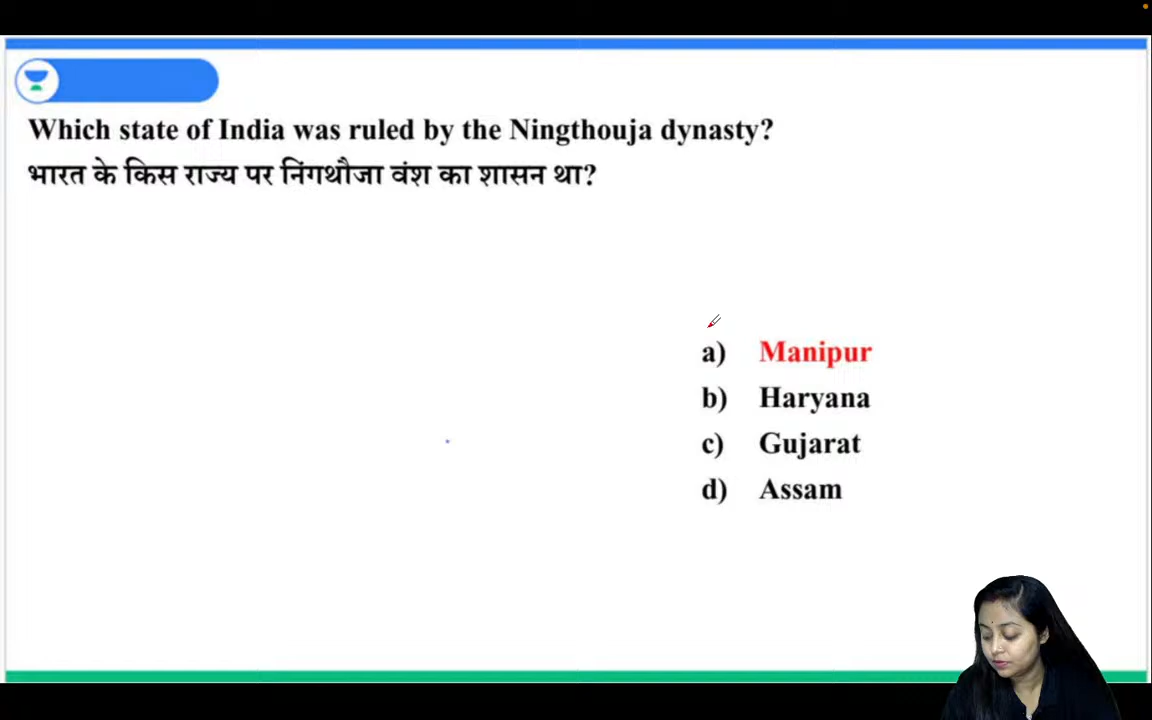 Which state of India was ruled by the Ningthouja dynasty?
भारत के किस राज्य पर निंगथौजा वंश का शासन था?
a) Manipur
b) Haryana
c) Gujarat
d) Assam